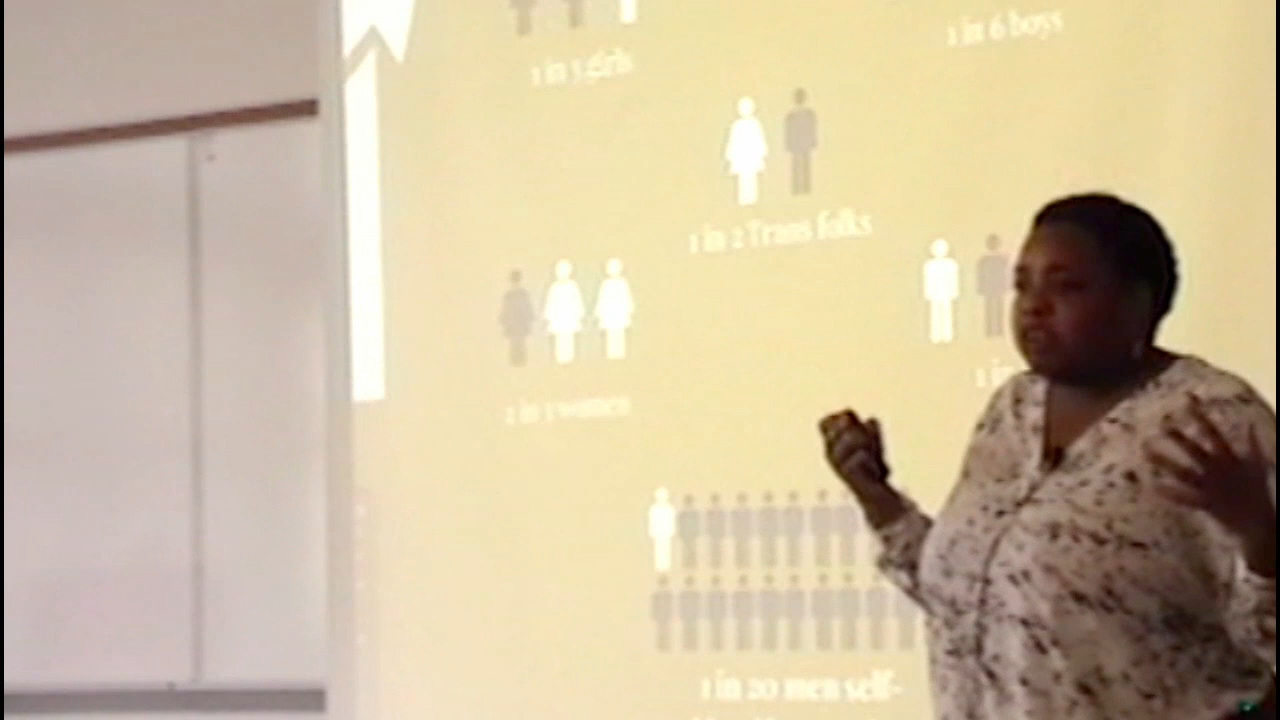 1 in 6 boys
1 in 3 girls
1 in 2 Trans folks
1 in
women
1 in 20 men self-